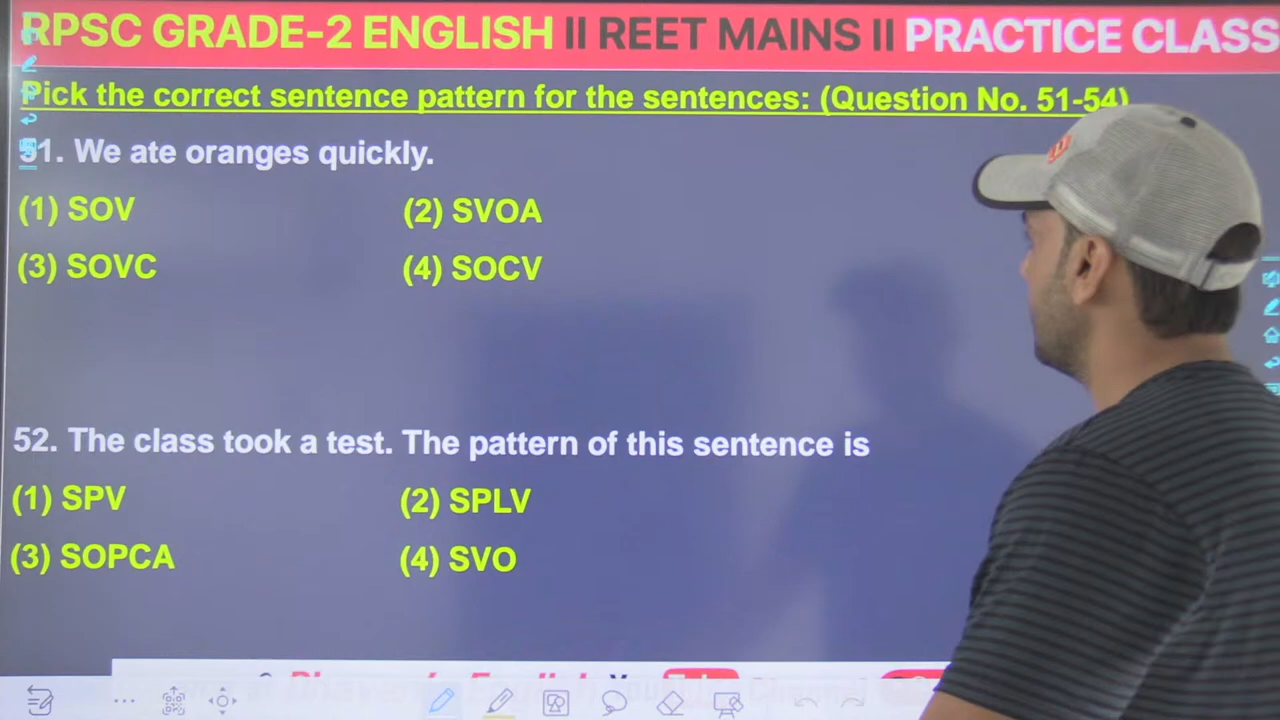 RPSC GRADE-2 ENGLISH II REET MAINS II PRACTICE CLASS
Pick the correct sentence pattern for the sentences: (Question No. 51-54)
51. We ate oranges quickly.
(1) SOV (2) SVOA
(3) SOVC (4) SOCV
52. The class took a test. The pattern of this sentence is
(1) SPV (2) SPLV
(3) SOPCA (4) SVO